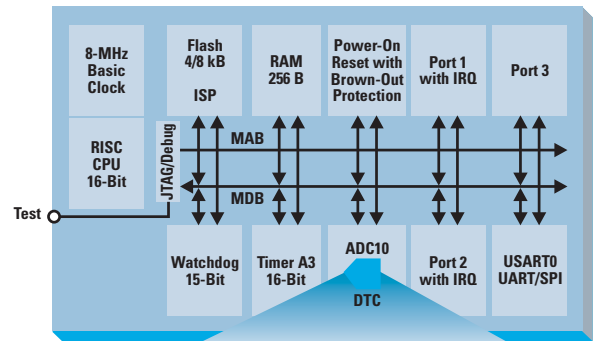 8-MHz
Basic
Clock
Flash
4/8 kB
ISP
RAM
256 B
Power-On
Reset with
Brown-Out
Protection
Port 1
with IRQ
Port 3
RISC
CPU
16-Bit
JTAG/Debug
MAB
MDB
Test
Watchdog
15-Bit
Timer A3
16-Bit
ADC10
DTC
Port 2
with IRQ
USART0
UART/SPI